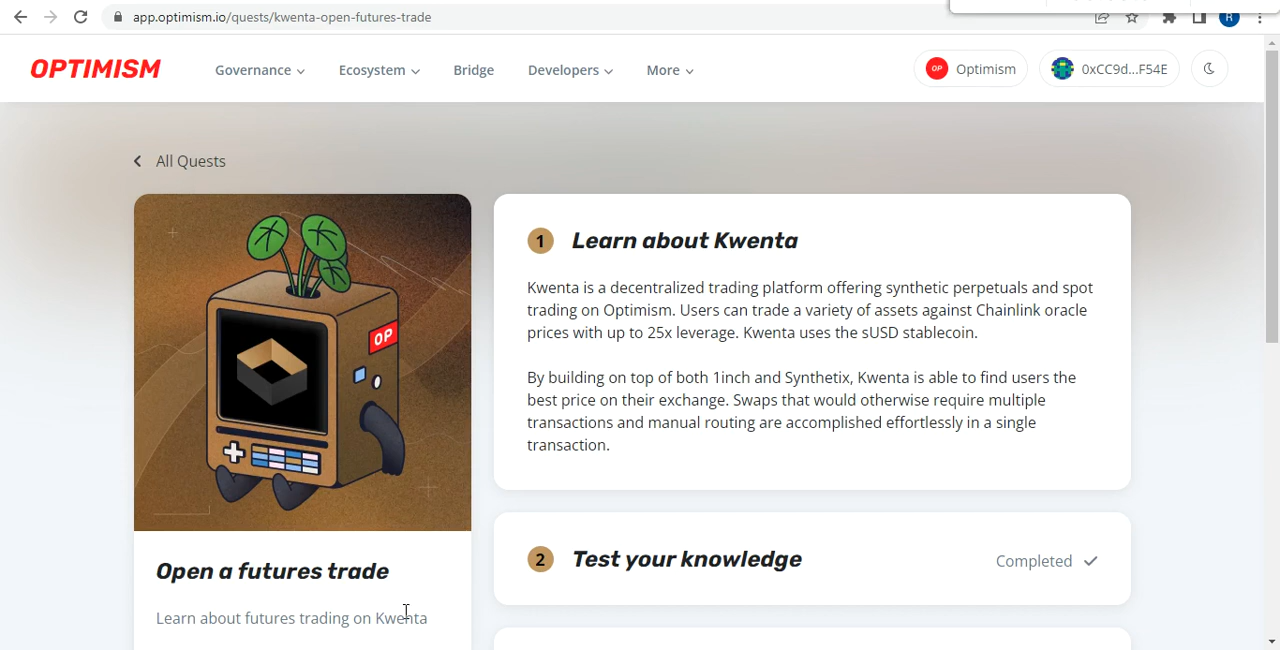 app.optimism.io/quests/kwenta-open-futures-trade
R
OPTIMISM
Governance
Ecosystem
Bridge
Developers
More
OP
Optimism
0xCC9d...F54E
All Quests
OP
Open a futures trade
Learn about futures trading on Kwenta
1
Learn about Kwenta
Kwenta is a decentralized trading platform offering synthetic perpetuals and spot
trading on Optimism. Users can trade a variety of assets against Chainlink oracle
prices with up to 25x leverage. Kwenta uses the sUSD stablecoin.
By building on top of both 1inch and Synthetix, Kwenta is able to find users the
best price on their exchange. Swaps that would otherwise require multiple
transactions and manual routing are accomplished effortlessly in a single
transaction.
2
Test your knowledge
Completed